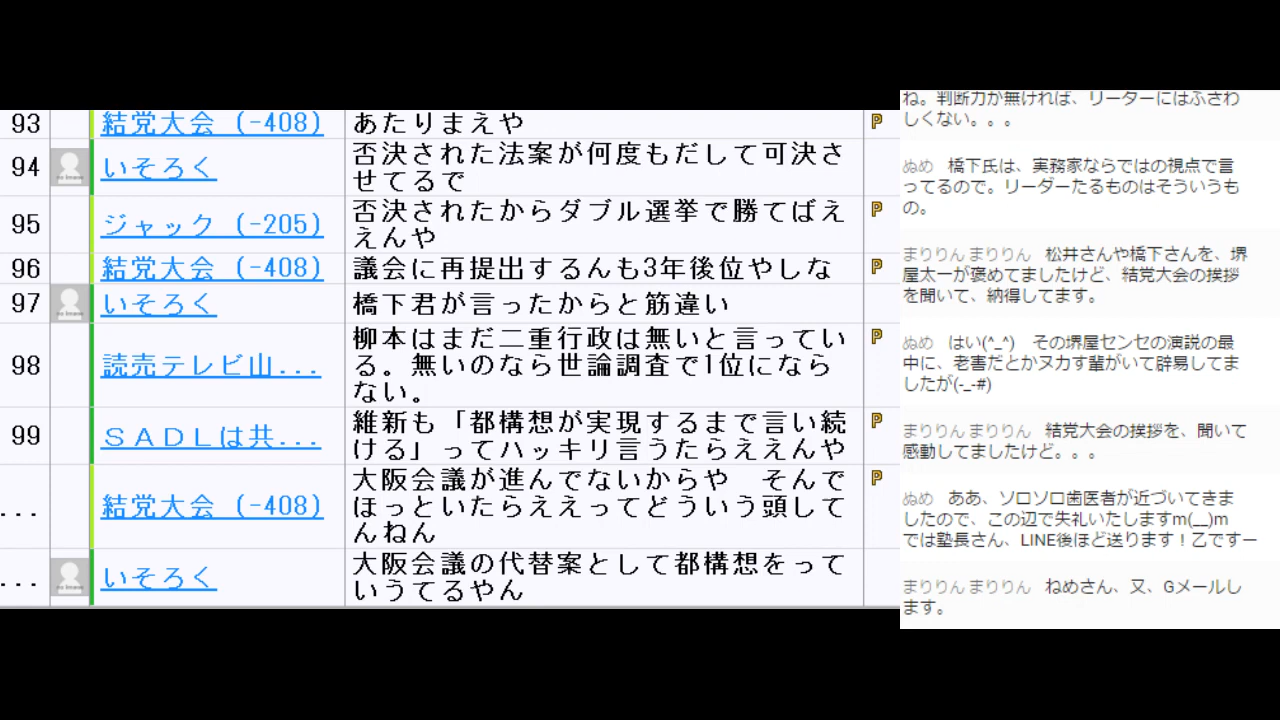 93 結党大会 (-408) あたりまえや P
94 いそろく 否決された法案が何度もだして可決さ
せてるで
95 ジャック (-205) 否決されたからダブル選挙で勝てばえ P
えんや
96 結党大会 (-408) 議会に再提出するんも3年後位やしな P
97 いそろく 橋下君が言ったからと筋違い
98 読売テレビ山... 柳本はまだ二重行政は無いと言ってい P
る。無いのなら世論調査で1位になら
ない。
99 ＳＡＤＬは共... 維新も「都構想が実現するまで言い続 P
ける」ってハッキリ言うたらええんや
... 結党大会 (-408) 大阪会議が進んでないからや　そんで P
ほっといたらええってどういう頭して
んねん
... いそろく 大阪会議の代替案として都構想をって
いうてるやん
ね。判断力が無ければ、リーダーにはふさわ
しくない。。。
ぬめ 橋下氏は、実務家ならではの視点で言
ってるので。リーダーたるものはそういうも
の。
まりりんまりりん 松井さんや橋下さんを、堺
屋太一が褒めてましたけど、結党大会の挨拶
を聞いて、納得してます。
ぬめ はい(^_^)　その堺屋センセの演説の最
中に、老害だとかヌカす輩がいて辟易してま
したが(-_-#)
まりりんまりりん 結党大会の挨拶を、聞いて
感動してましたけど。。。
ぬめ ああ、ソロソロ歯医者が近づいてきま
したので、この辺で失礼いたしますm(__)m
では塾長さん、LINE後ほど送ります！乙ですー
まりりんまりりん ねめさん、又、Gメールし
ます。